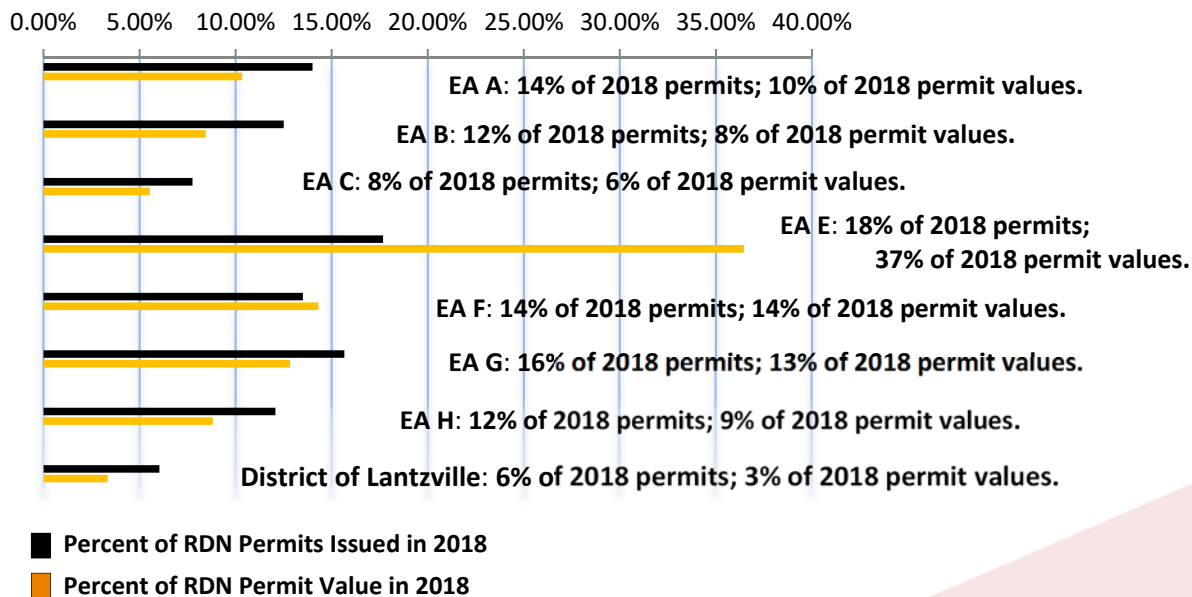 0.00% 5.00% 10.00% 15.00% 20.00% 25.00% 30.00% 35.00% 40.00%
EA A: 14% of 2018 permits; 10% of 2018 permit values.
EA B: 12% of 2018 permits; 8% of 2018 permit values.
EA C: 8% of 2018 permits; 6% of 2018 permit values.
EA E: 18% of 2018 permits;
37% of 2018 permit values.
EA F: 14% of 2018 permits; 14% of 2018 permit values.
EA G: 16% of 2018 permits; 13% of 2018 permit values.
EA H: 12% of 2018 permits; 9% of 2018 permit values.
District of Lantzville: 6% of 2018 permits; 3% of 2018 permit values.
Percent of RDN Permits Issued in 2018
Percent of RDN Permit Value in 2018